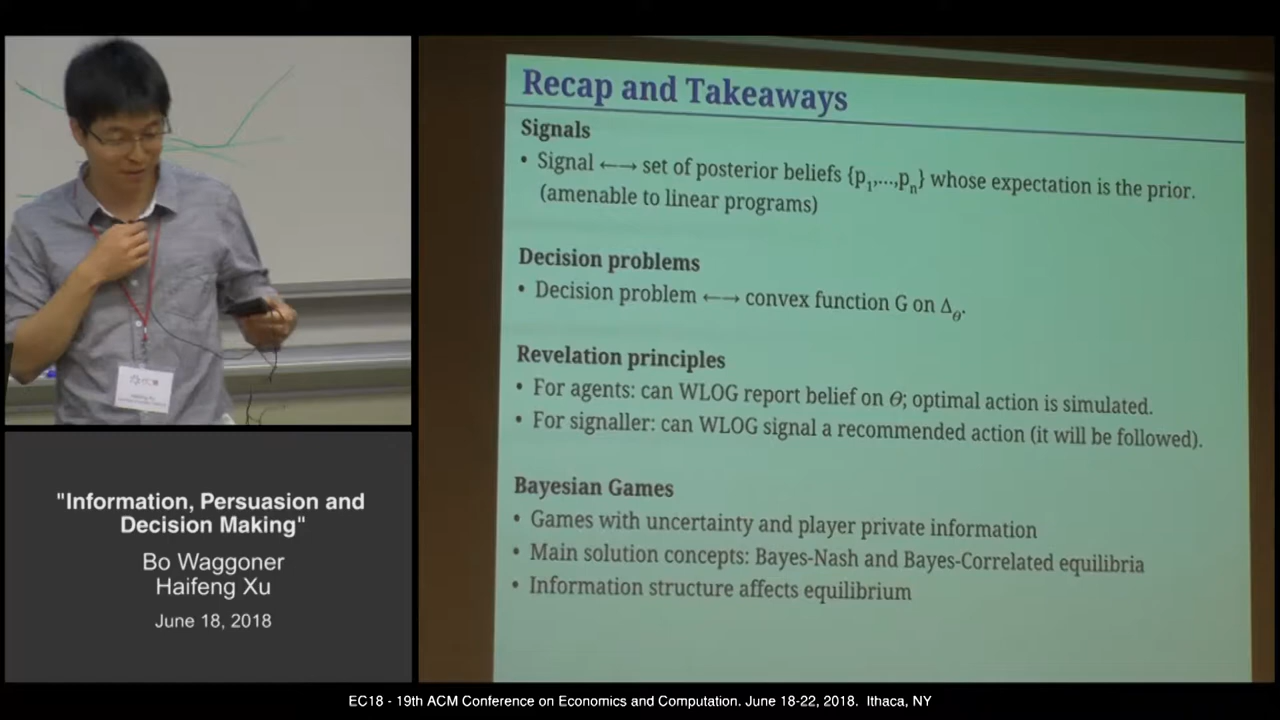 Recap and Takeaways
Signals
• Signal ←→ set of posterior beliefs {p₁,...,pₙ} whose expectation is the prior.
(amenable to linear programs)
Decision problems
• Decision problem ←→ convex function G on Δ_Θ.
Revelation principles
• For agents: can WLOG report belief on Θ; optimal action is simulated.
• For signaller: can WLOG signal a recommended action (it will be followed).
Bayesian Games
• Games with uncertainty and player private information
• Main solution concepts: Bayes-Nash and Bayes-Correlated equilibria
• Information structure affects equilibrium
"Information, Persuasion and
Decision Making"
Bo Waggoner
Haifeng Xu
June 18, 2018
EC18 - 19th ACM Conference on Economics and Computation. June 18-22, 2018. Ithaca, NY